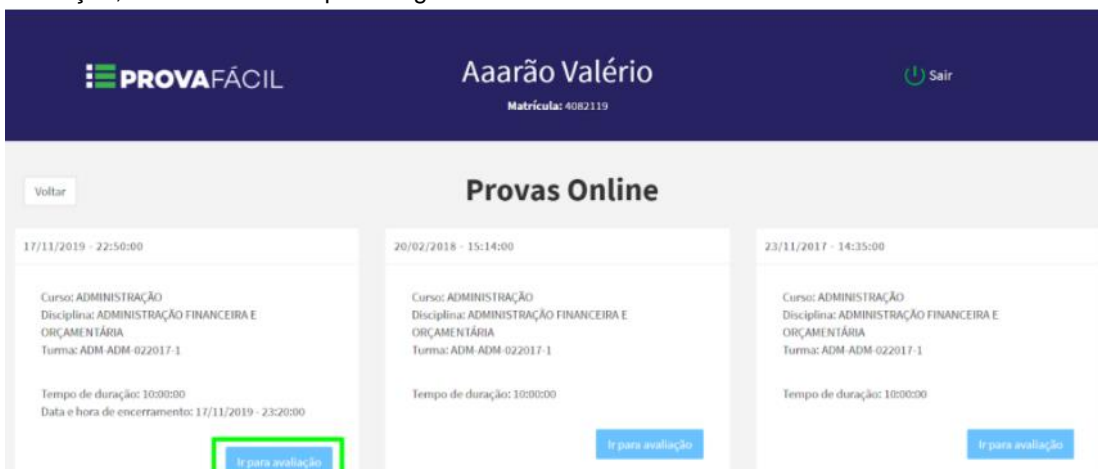 PROVAFÁCIL
Aaarão Valério
Matrícula: 4082119
Sair
Voltar
Provas Online
17/11/2019 - 22:50:00
Curso: ADMINISTRAÇÃO
Disciplina: ADMINISTRAÇÃO FINANCEIRA E
ORÇAMENTÁRIA
Turma: ADM-ADM-022017-1
Tempo de duração: 10:00:00
Data e hora de encerramento: 17/11/2019 - 23:20:00
Ir para avaliação
20/02/2018 - 15:14:00
Curso: ADMINISTRAÇÃO
Disciplina: ADMINISTRAÇÃO FINANCEIRA E
ORÇAMENTÁRIA
Turma: ADM-ADM-022017-1
Tempo de duração: 10:00:00
Ir para avaliação
23/11/2017 - 14:35:00
Curso: ADMINISTRAÇÃO
Disciplina: ADMINISTRAÇÃO FINANCEIRA E
ORÇAMENTÁRIA
Turma: ADM-ADM-022017-1
Tempo de duração: 10:00:00
Ir para avaliação